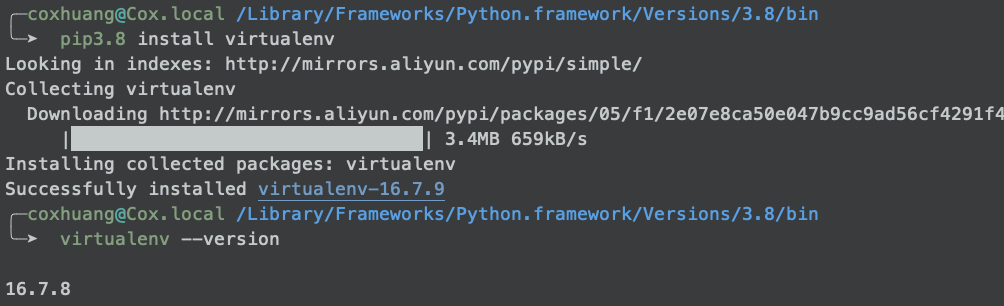 ╭─coxhuang@Cox.local /Library/Frameworks/Python.framework/Versions/3.8/bin
╰─➤  pip3.8 install virtualenv
Looking in indexes: http://mirrors.aliyun.com/pypi/simple/
Collecting virtualenv
  Downloading http://mirrors.aliyun.com/pypi/packages/05/f1/2e07e8ca50e047b9cc9ad56cf4291f4
     |████████████████████████████████| 3.4MB 659kB/s
Installing collected packages: virtualenv
Successfully installed virtualenv-16.7.9
╭─coxhuang@Cox.local /Library/Frameworks/Python.framework/Versions/3.8/bin
╰─➤  virtualenv --version
16.7.8